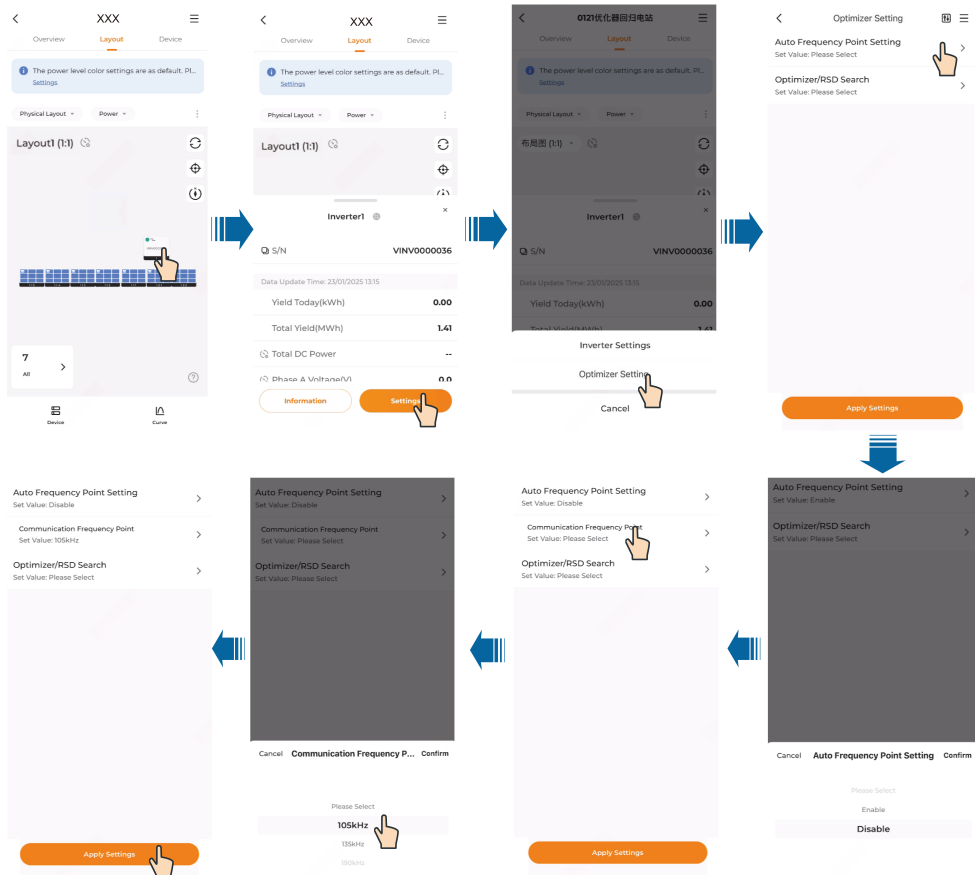 XXX
Overview Layout Device
The power level color settings are as default. Pl...
Settings
Physical Layout Power
Layout1 (1:1)
7
All
Device Curve
XXX
Overview Layout Device
The power level color settings are as default. Pl...
Settings
Physical Layout Power
Layout1 (1:1)
Inverter1 ×
S/N VINV0000036
Data Update Time: 23/01/2025 13:15
Yield Today(kWh) 0.00
Total Yield(MWh) 1.41
Total DC Power --
Phase A Voltage(V) 0.0
Information Settings
0121优化器回归电站
Overview Layout Device
The power level color settings are as default. Pl...
Settings
Physical Layout Power
布局图 (1:1)
Inverter1 ×
S/N VINV0000036
Data Update Time: 23/01/2025 13:15
Yield Today(kWh) 0.00
Total Yield(MWh) 1.41
Inverter Settings
Optimizer Setting
Cancel
Optimizer Setting
Auto Frequency Point Setting
Set Value: Please Select
Optimizer/RSD Search
Set Value: Please Select
Apply Settings
Auto Frequency Point Setting
Set Value: Enable
Optimizer/RSD Search
Set Value: Please Select
Cancel Auto Frequency Point Setting Confirm
Please Select
Enable
Disable
Auto Frequency Point Setting
Set Value: Disable
Communication Frequency Point
Set Value: Please Select
Optimizer/RSD Search
Set Value: Please Select
Apply Settings
Auto Frequency Point Setting
Set Value: Disable
Communication Frequency Point
Set Value: Please Select
Optimizer/RSD Search
Set Value: Please Select
Cancel Communication Frequency P... Confirm
Please Select
105kHz
135kHz
190kHz
Auto Frequency Point Setting
Set Value: Disable
Communication Frequency Point
Set Value: 105kHz
Optimizer/RSD Search
Set Value: Please Select
Apply Settings